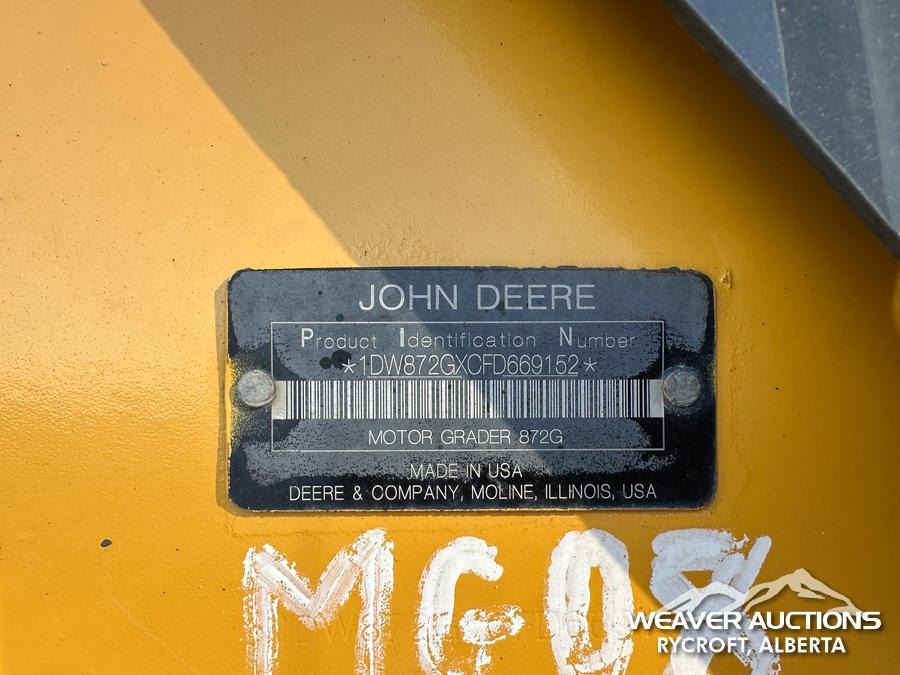 JOHN DEERE
Product Identification Number
*1DW872GXCFD669152*
MOTOR GRADER 872G
MADE IN USA
DEERE & COMPANY, MOLINE, ILLINOIS, USA
MG08
WEAVER AUCTIONS
RYCROFT, ALBERTA